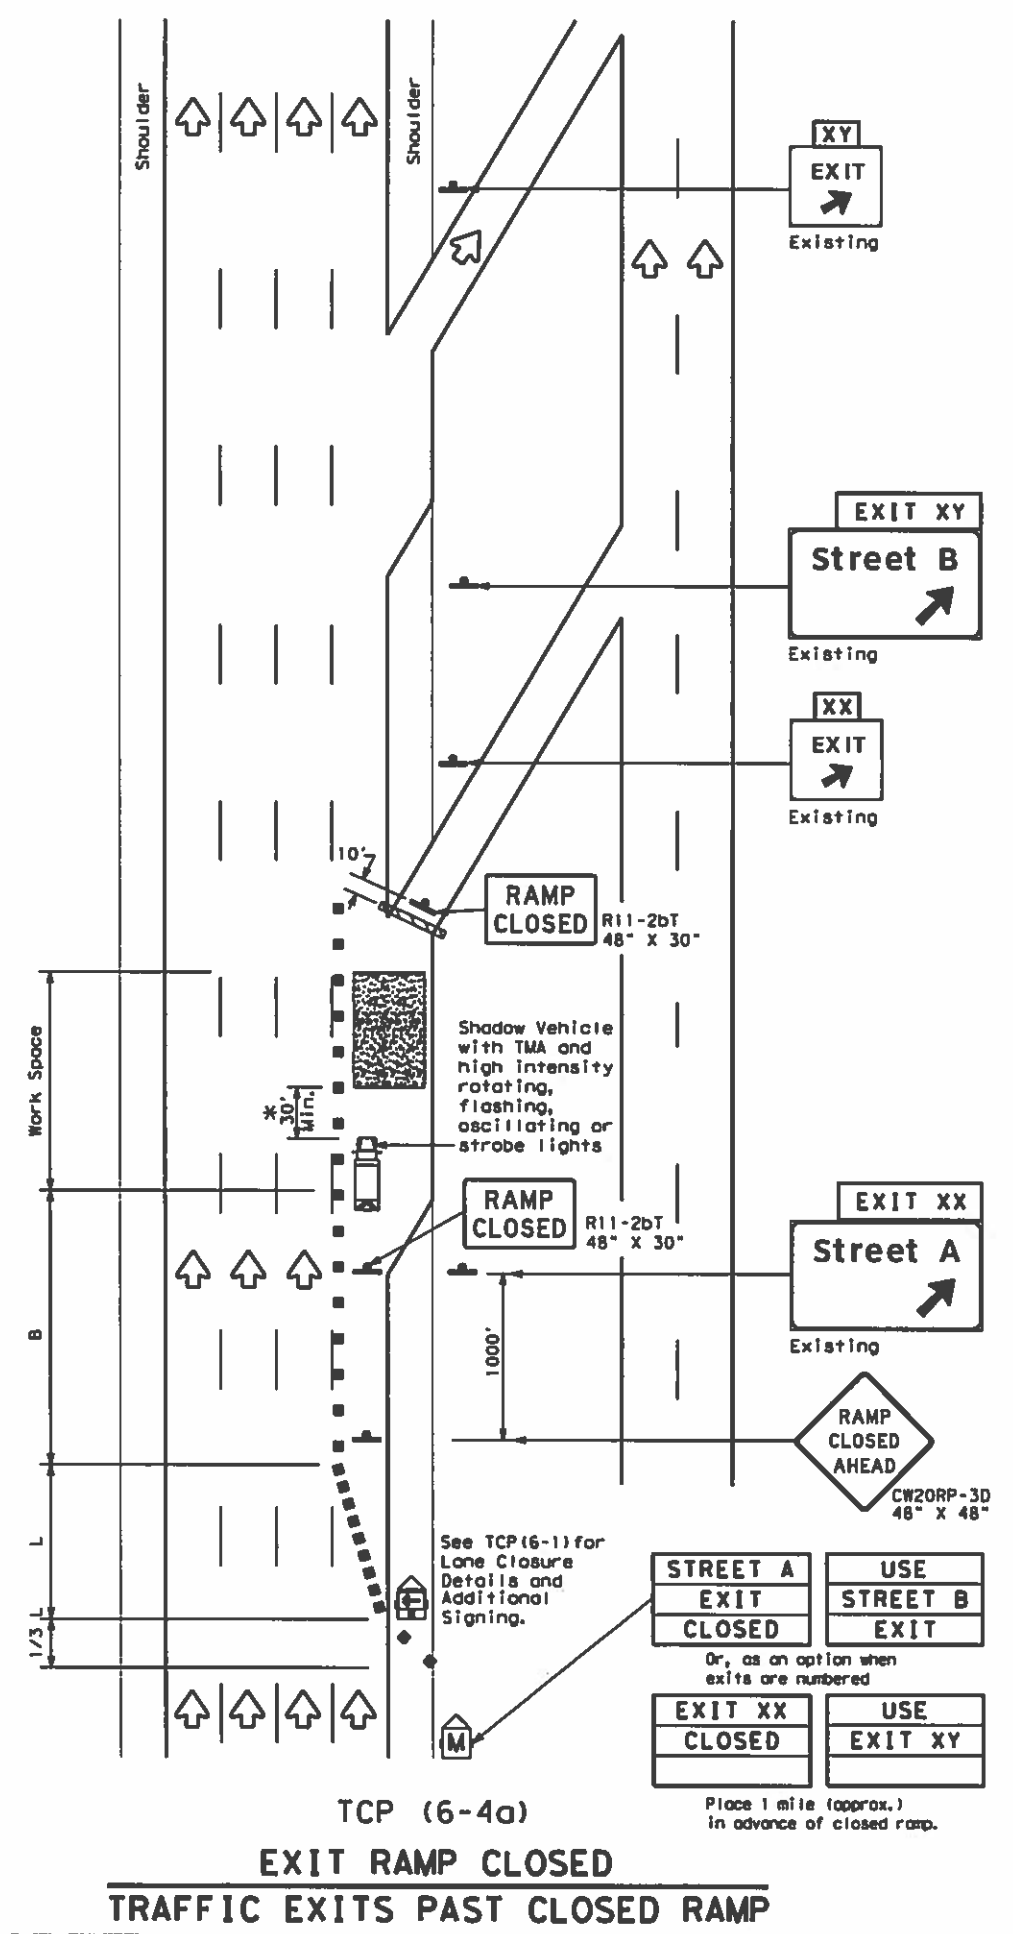 Shoulder
Shoulder
XY
EXIT
Existing
EXIT XY
Street B
Existing
XX
EXIT
Existing
10'
RAMP
CLOSED
R11-2bT
48" X 30"
Work Space
*
30'
Min.
Shadow Vehicle
with TMA and
high intensity
rotating,
flashing,
oscillating or
strobe lights
RAMP
CLOSED
R11-2bT
48" X 30"
EXIT XX
Street A
Existing
B
1000'
RAMP
CLOSED
AHEAD
CW20RP-3D
48" X 48"
L
See TCP(6-1)for
Lane Closure
Details and
Additional
Signing.
1/3 L
STREET A
EXIT
CLOSED
USE
STREET B
EXIT
Or, as an option when
exits are numbered
EXIT XX
CLOSED
USE
EXIT XY
M
Place 1 mile (approx.)
in advance of closed ramp.
TCP (6-4a)
EXIT RAMP CLOSED
TRAFFIC EXITS PAST CLOSED RAMP